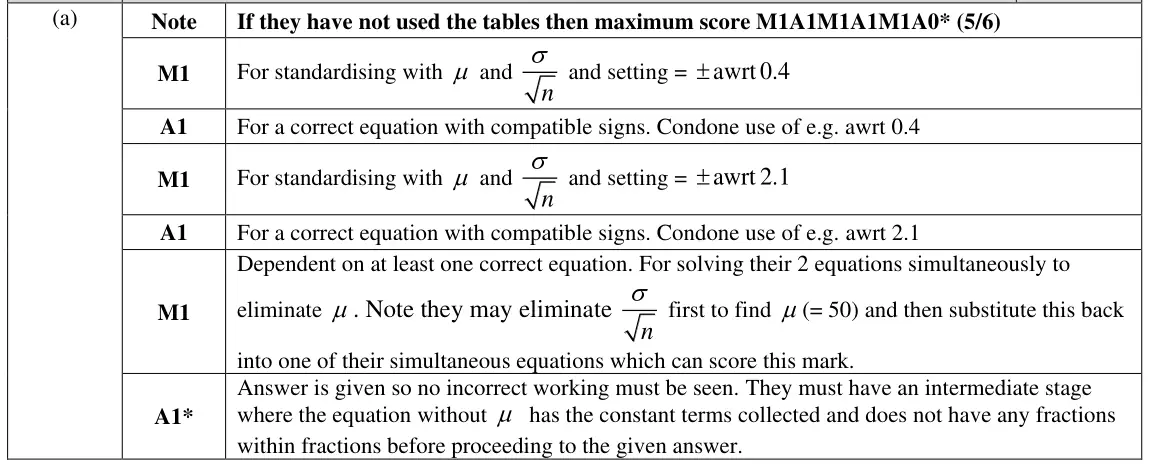 (a) Note If they have not used the tables then maximum score M1A1M1A1M1A0* (5/6)
M1 For standardising with μ and σ/√n and setting = ±awrt 0.4
A1 For a correct equation with compatible signs. Condone use of e.g. awrt 0.4
M1 For standardising with μ and σ/√n and setting = ±awrt 2.1
A1 For a correct equation with compatible signs. Condone use of e.g. awrt 2.1
M1 Dependent on at least one correct equation. For solving their 2 equations simultaneously to
eliminate μ . Note they may eliminate σ/√n first to find μ (= 50) and then substitute this back
into one of their simultaneous equations which can score this mark.
A1* Answer is given so no incorrect working must be seen. They must have an intermediate stage
where the equation without μ has the constant terms collected and does not have any fractions
within fractions before proceeding to the given answer.